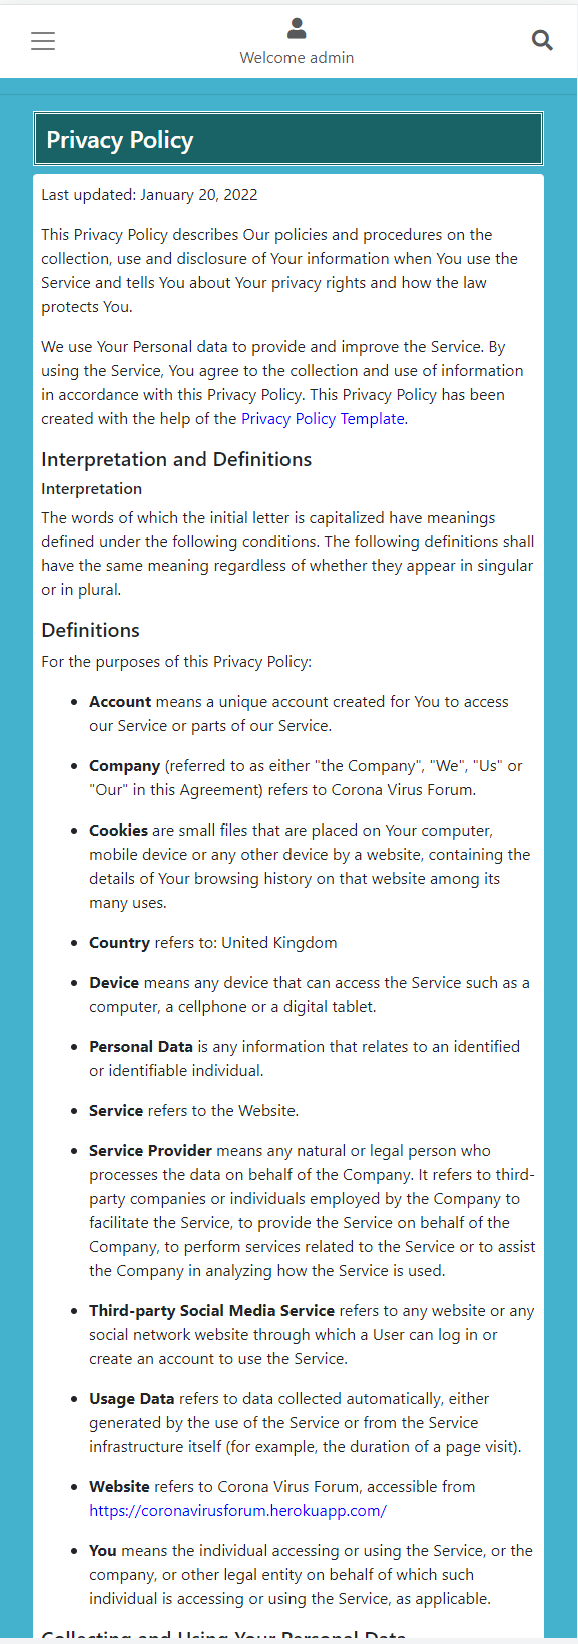 Welcome admin
Privacy Policy
Last updated: January 20, 2022
This Privacy Policy describes Our policies and procedures on the
collection, use and disclosure of Your information when You use the
Service and tells You about Your privacy rights and how the law
protects You.
We use Your Personal data to provide and improve the Service. By
using the Service, You agree to the collection and use of information
in accordance with this Privacy Policy. This Privacy Policy has been
created with the help of the Privacy Policy Template.
Interpretation and Definitions
Interpretation
The words of which the initial letter is capitalized have meanings
defined under the following conditions. The following definitions shall
have the same meaning regardless of whether they appear in singular
or in plural.
Definitions
For the purposes of this Privacy Policy:
• Account means a unique account created for You to access
our Service or parts of our Service.
• Company (referred to as either "the Company", "We", "Us" or
"Our" in this Agreement) refers to Corona Virus Forum.
• Cookies are small files that are placed on Your computer,
mobile device or any other device by a website, containing the
details of Your browsing history on that website among its
many uses.
• Country refers to: United Kingdom
• Device means any device that can access the Service such as a
computer, a cellphone or a digital tablet.
• Personal Data is any information that relates to an identified
or identifiable individual.
• Service refers to the Website.
• Service Provider means any natural or legal person who
processes the data on behalf of the Company. It refers to third-
party companies or individuals employed by the Company to
facilitate the Service, to provide the Service on behalf of the
Company, to perform services related to the Service or to assist
the Company in analyzing how the Service is used.
• Third-party Social Media Service refers to any website or any
social network website through which a User can log in or
create an account to use the Service.
• Usage Data refers to data collected automatically, either
generated by the use of the Service or from the Service
infrastructure itself (for example, the duration of a page visit).
• Website refers to Corona Virus Forum, accessible from
https://coronavirusforum.herokuapp.com/
• You means the individual accessing or using the Service, or the
company, or other legal entity on behalf of which such
individual is accessing or using the Service, as applicable.
Collecting and Using Your Personal Data